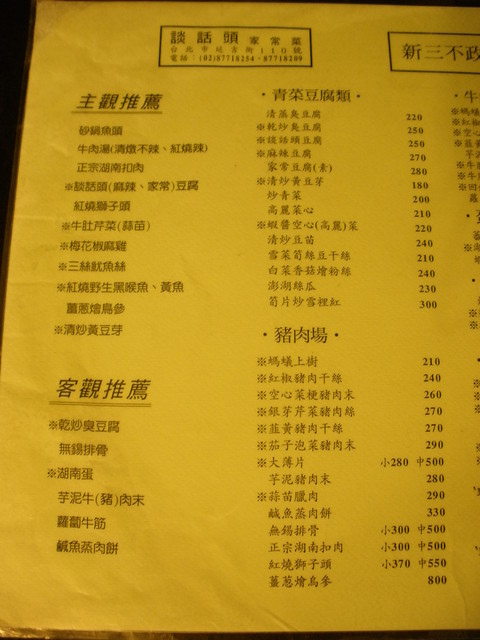 談話頭 家常菜
台北市延吉街110號
電話：(02)87718254．87718209
新三不政
主觀推薦
砂鍋魚頭
牛肉湯(清燉不辣、紅燒辣)
正宗湖南扣肉
※談話頭(麻辣、家常)豆腐
紅燒獅子頭
※牛肚芹菜(蒜苗)
※梅花椒麻雞
※三絲魷魚絲
※紅燒野生黑喉魚、黃魚
薑蔥燴烏參
※清炒黃豆芽
客觀推薦
※乾炒臭豆腐
無錫排骨
※湖南蛋
芋泥牛(豬)肉末
蘿蔔牛筋
鹹魚蒸肉餅
・青菜豆腐類・
清蒸臭豆腐 220
※乾炒臭豆腐 250
※談話頭豆腐 250
※麻辣豆腐 270
家常豆腐(素) 280
※清炒黃豆芽 180
炒青菜 200
高麗菜心 210
※蝦醬空心(高麗)菜 220
清炒豆苗 240
雪菜筍絲豆干絲 210
白菜香菇燴粉絲 240
澎湖絲瓜 230
筍片炒雪裡紅 300
・豬肉場・
※螞蟻上樹 210
※紅椒豬肉干絲 240
※空心菜梗豬肉末 260
※銀芽芹菜豬肉絲 270
※韮黃豬肉干絲 270
※茄子泡菜豬肉末 290
※大薄片 小280 中500
芋泥豬肉末 280
※蒜苗臘肉 290
鹹魚蒸肉餅 330
無錫排骨 小300 中500
正宗湖南扣肉 小300 中500
紅燒獅子頭 小370 中550
薑蔥燴烏參 800